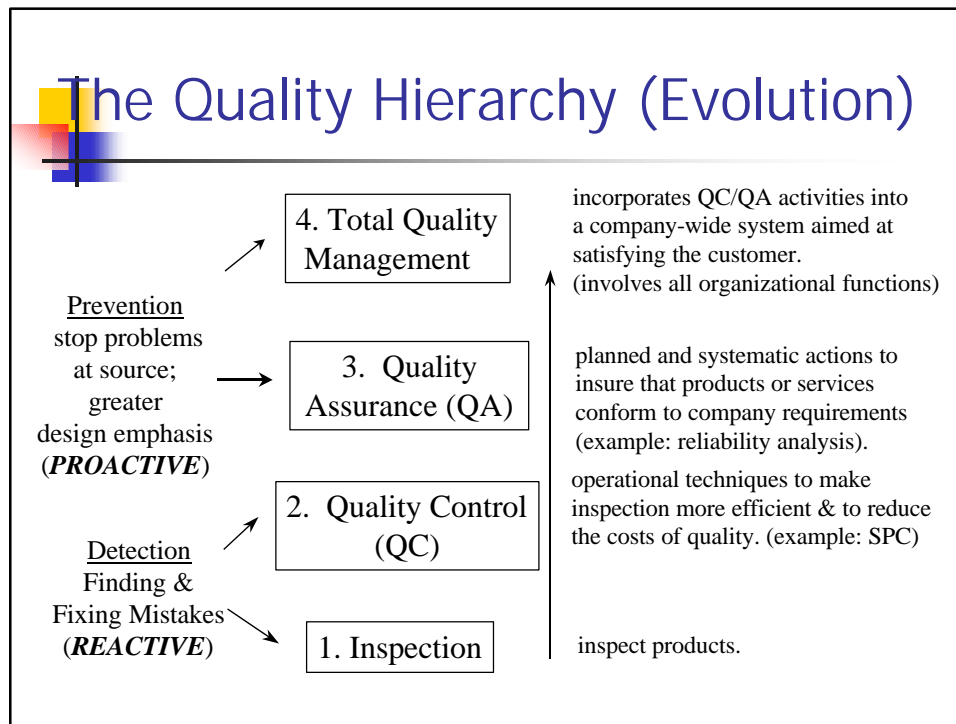 The Quality Hierarchy (Evolution)
4. Total Quality
Management
incorporates QC/QA activities into
a company-wide system aimed at
satisfying the customer.
(involves all organizational functions)
Prevention
stop problems
at source;
greater
design emphasis
(PROACTIVE)
3. Quality
Assurance (QA)
planned and systematic actions to
insure that products or services
conform to company requirements
(example: reliability analysis).
2. Quality Control
(QC)
operational techniques to make
inspection more efficient & to reduce
the costs of quality. (example: SPC)
Detection
Finding &
Fixing Mistakes
(REACTIVE)
1. Inspection
inspect products.